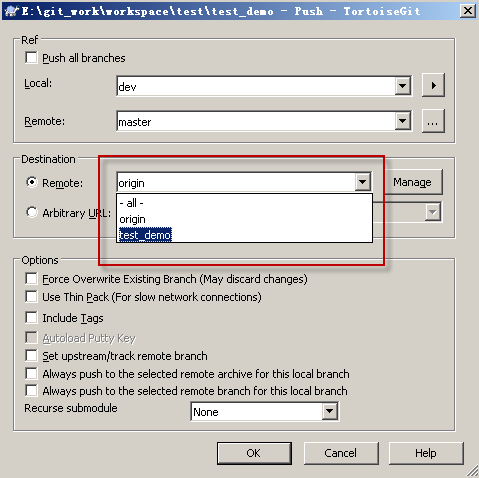 E:\git_work\workspace\test\test_demo - Push - TortoiseGit
Ref
Push all branches
Local: dev
Remote: master ...
Destination
Remote: origin Manage
- all -
Arbitrary URL: origin
test_demo
Options
Force Overwrite Existing Branch (May discard changes)
Use Thin Pack (For slow network connections)
Include Tags
Autoload Putty Key
Set upstream/track remote branch
Always push to the selected remote archive for this local branch
Always push to the selected remote branch for this local branch
Recurse submodule None
OK Cancel Help